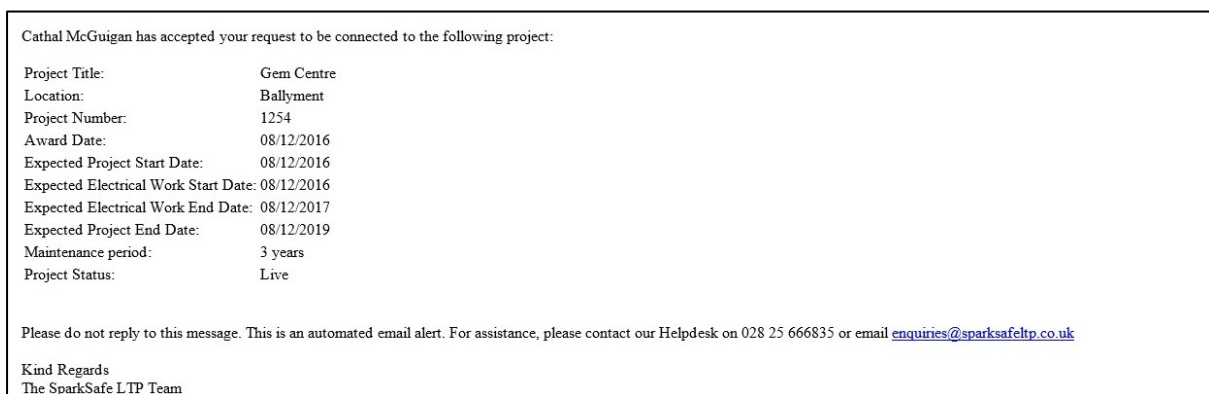 Cathal McGuigan has accepted your request to be connected to the following project:
Project Title: Gem Centre
Location: Ballyment
Project Number: 1254
Award Date: 08/12/2016
Expected Project Start Date: 08/12/2016
Expected Electrical Work Start Date: 08/12/2016
Expected Electrical Work End Date: 08/12/2017
Expected Project End Date: 08/12/2019
Maintenance period: 3 years
Project Status: Live
Please do not reply to this message. This is an automated email alert. For assistance, please contact our Helpdesk on 028 25 666835 or email enquiries@sparksafeltp.co.uk
Kind Regards
The SparkSafe LTP Team